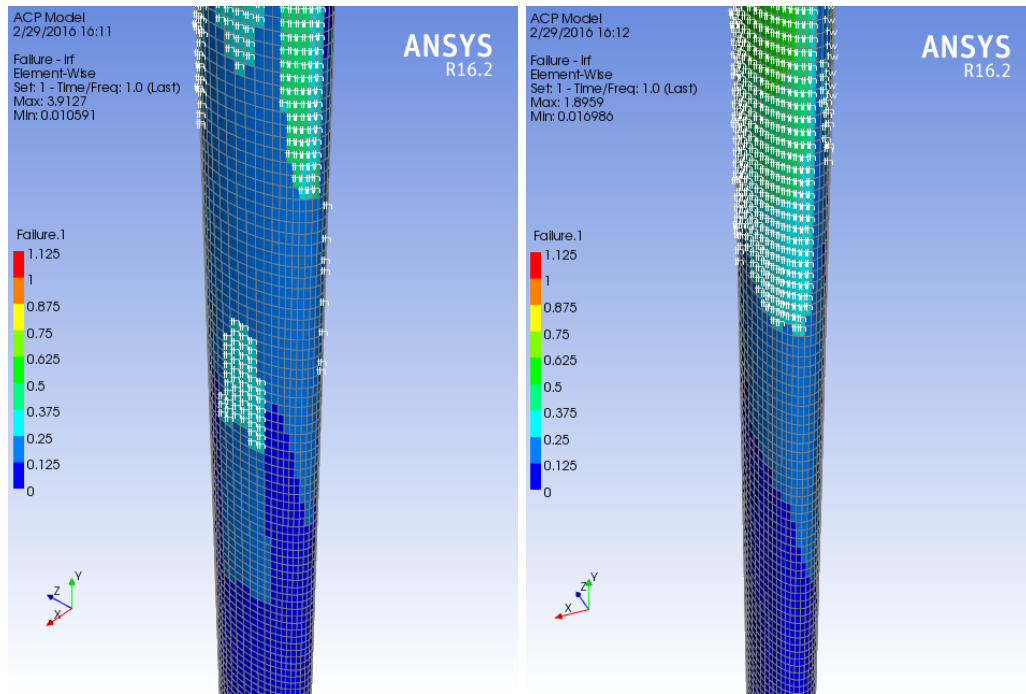 ACP Model
2/29/2016 16:11
Failure - Irf
Element-Wise
Set: 1 - Time/Freq: 1.0 (Last)
Max: 3.9127
Min: 0.010591
ANSYS
R16.2
Failure.1
1.125
1
0.875
0.75
0.625
0.5
0.375
0.25
0.125
0
Y
Z
X
ACP Model
2/29/2016 16:12
Failure - Irf
Element-Wise
Set: 1 - Time/Freq: 1.0 (Last)
Max: 1.8959
Min: 0.016986
ANSYS
R16.2
Failure.1
1.125
1
0.875
0.75
0.625
0.5
0.375
0.25
0.125
0
Y
Z
X